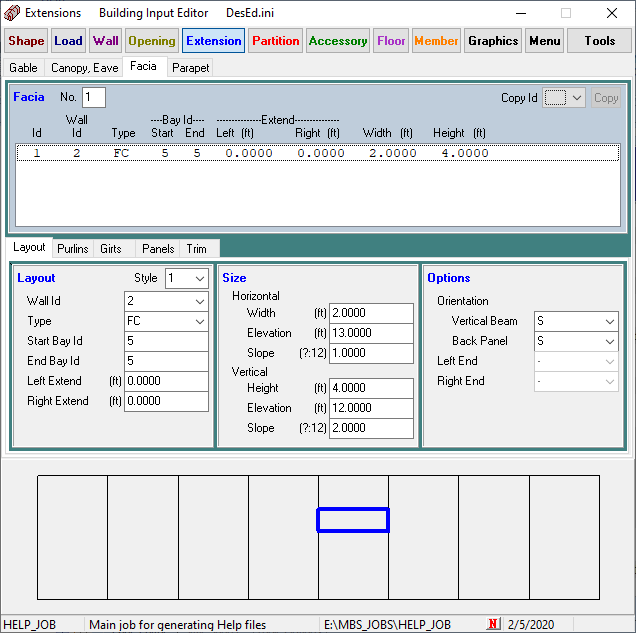 Extensions Building Input Editor DesEd.ini
Shape Load Wall Opening Extension Partition Accessory Floor Member Graphics Menu Tools
Gable Canopy, Eave Facia Parapet
Facia No. 1 Copy Id Copy
Wall ----Bay Id---- --------------Extend--------------
Id Id Type Start End Left (ft) Right (ft) Width (ft) Height (ft)
1 2 FC 5 5 0.0000 0.0000 2.0000 4.0000
Layout Purlins Girts Panels Trim
Layout Style 1
Wall Id 2
Type FC
Start Bay Id 5
End Bay Id 5
Left Extend (ft) 0.0000
Right Extend (ft) 0.0000
Size
Horizontal
Width (ft) 2.0000
Elevation (ft) 13.0000
Slope (?:12) 1.0000
Vertical
Height (ft) 4.0000
Elevation (ft) 12.0000
Slope (?:12) 2.0000
Options
Orientation
Vertical Beam S
Back Panel S
Left End -
Right End -
HELP_JOB Main job for generating Help files E:\MBS_JOBS\HELP_JOB N 2/5/2020